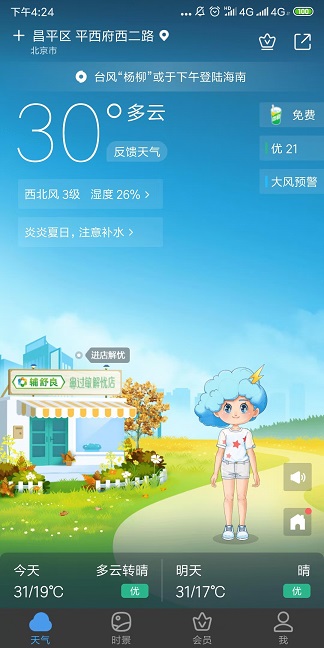 下午4:24
4G 4G 100
昌平区 平西府西二路
北京市
台风“杨柳”或于下午登陆海南
30°
多云
反馈天气
免费
优 21
大风预警
西北风 3级 湿度 26% >
炎炎夏日，注意补水 >
进店解忧
辅舒良
鼻过敏解忧店
今天 多云转晴
31/19℃ 优
明天 晴
31/17℃ 优
天气
时景
会员
我